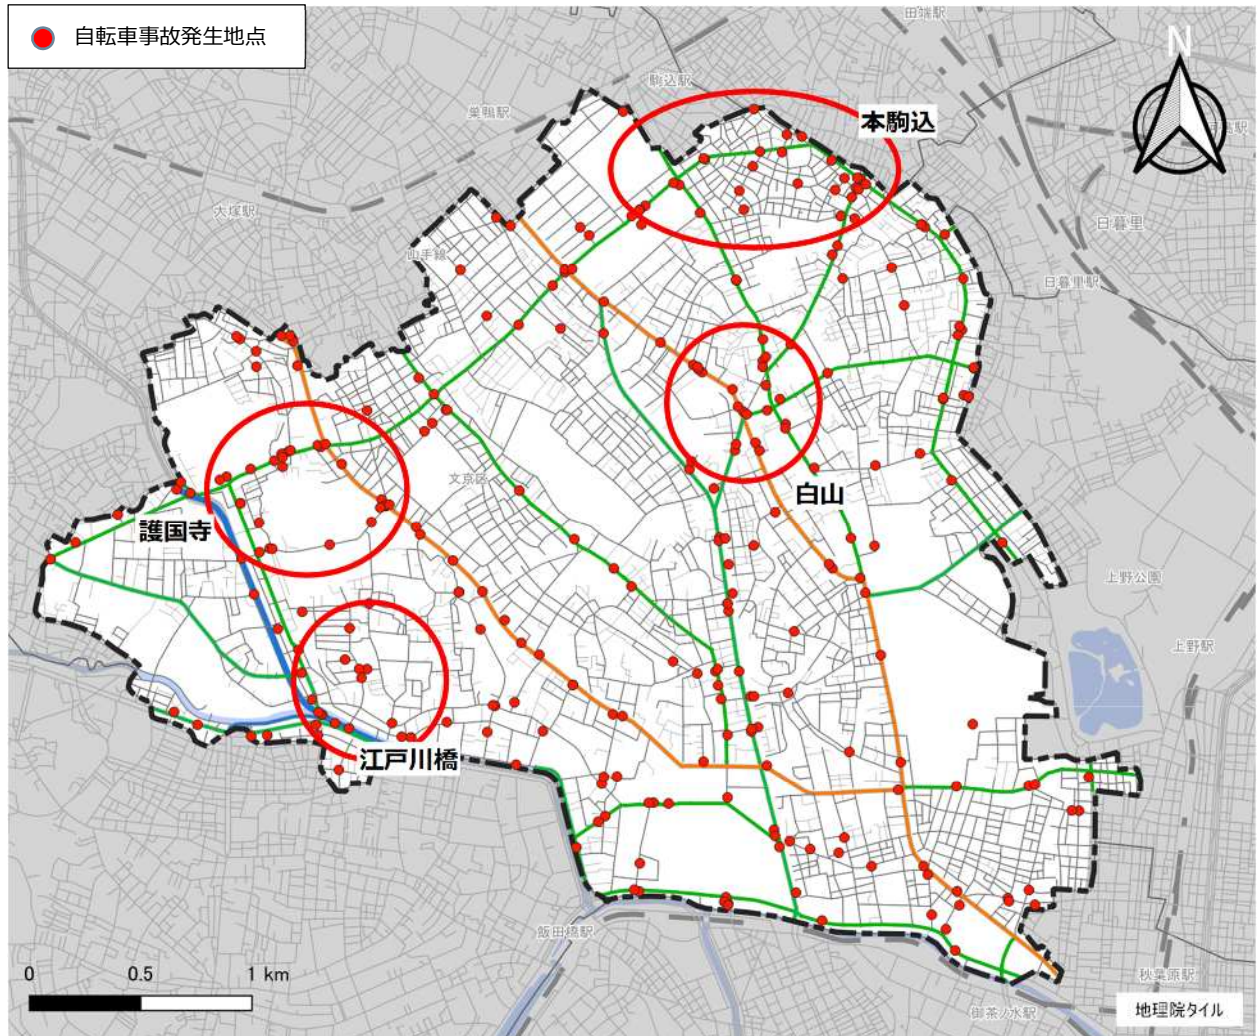 自転車事故発生地点
田端駅
N
駒込駅
巣鴨駅
本駒込
大塚駅
日暮里
山手線
日暮里駅
文京区
白山
護国寺
上野公園
上野駅
江戸川橋
飯田橋駅
0 0.5 1 km
秋葉原駅
御茶ノ水駅
地理院タイル